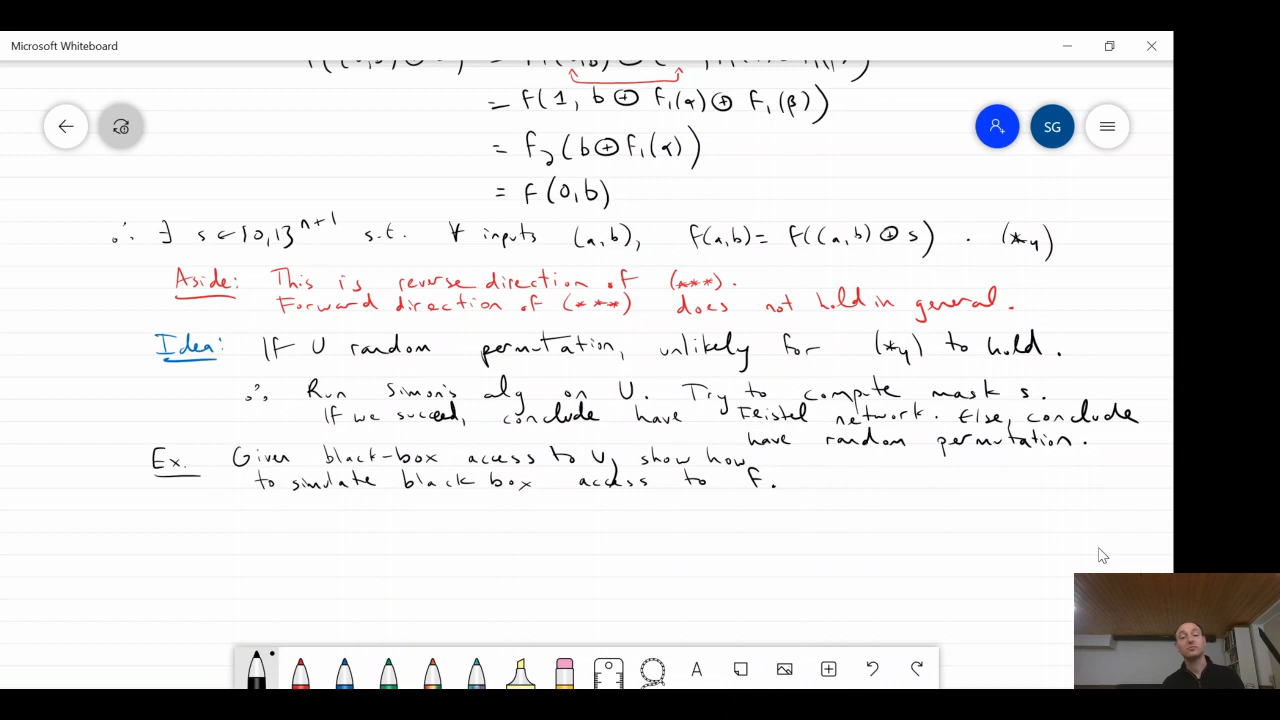 Microsoft Whiteboard
SG
= f(1, b ⊕ f₁(α) ⊕ f₁(β))
= f₂(b⊕f₁(α))
= f(0,b)
∴ ∃ s ∈ {0,1}ⁿ⁺¹ s.t. ∀ inputs (a,b), f(a,b) = f((a,b) ⊕ s). (*4)
Aside: This is reverse direction of (***).
Forward direction of (***) does not hold in general.
Idea: If U random permutation, unlikely for (*4) to hold.
∴ Run Simon's alg on U. Try to compute mask s.
If we succeed, conclude have Feistel network. Else, conclude
have random permutation.
Ex. Given black-box access to U, show how
to simulate black box access to f.
A